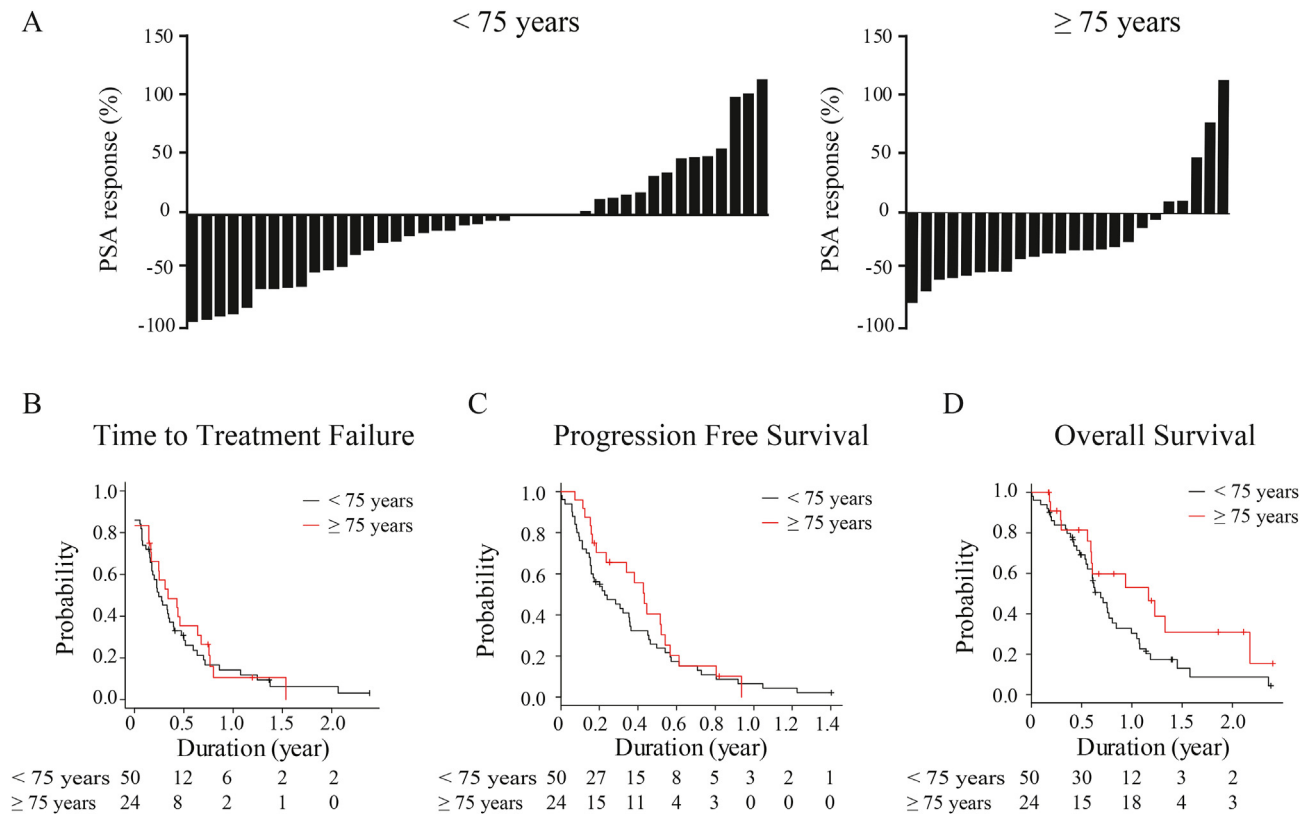 A
< 75 years
≥ 75 years
PSA response (%)
150
100
50
0
-50
-100
PSA response (%)
150
100
50
0
-50
-100
B
Time to Treatment Failure
Probability
1.0
0.8
0.6
0.4
0.2
0.0
< 75 years
≥ 75 years
0 0.5 1.0 1.5 2.0
Duration (year)
< 75 years 50 12 6 2 2
≥ 75 years 24 8 2 1 0
C
Progression Free Survival
Probability
1.0
0.8
0.6
0.4
0.2
0.0
< 75 years
≥ 75 years
0 0.2 0.4 0.6 0.8 1.0 1.2 1.4
Duration (year)
< 75 years 50 27 15 8 5 3 2 1
≥ 75 years 24 15 11 4 3 0 0 0
D
Overall Survival
Probability
1.0
0.8
0.6
0.4
0.2
0.0
< 75 years
≥ 75 years
0 0.5 1.0 1.5 2.0
Duration (year)
< 75 years 50 30 12 3 2
≥ 75 years 24 15 18 4 3